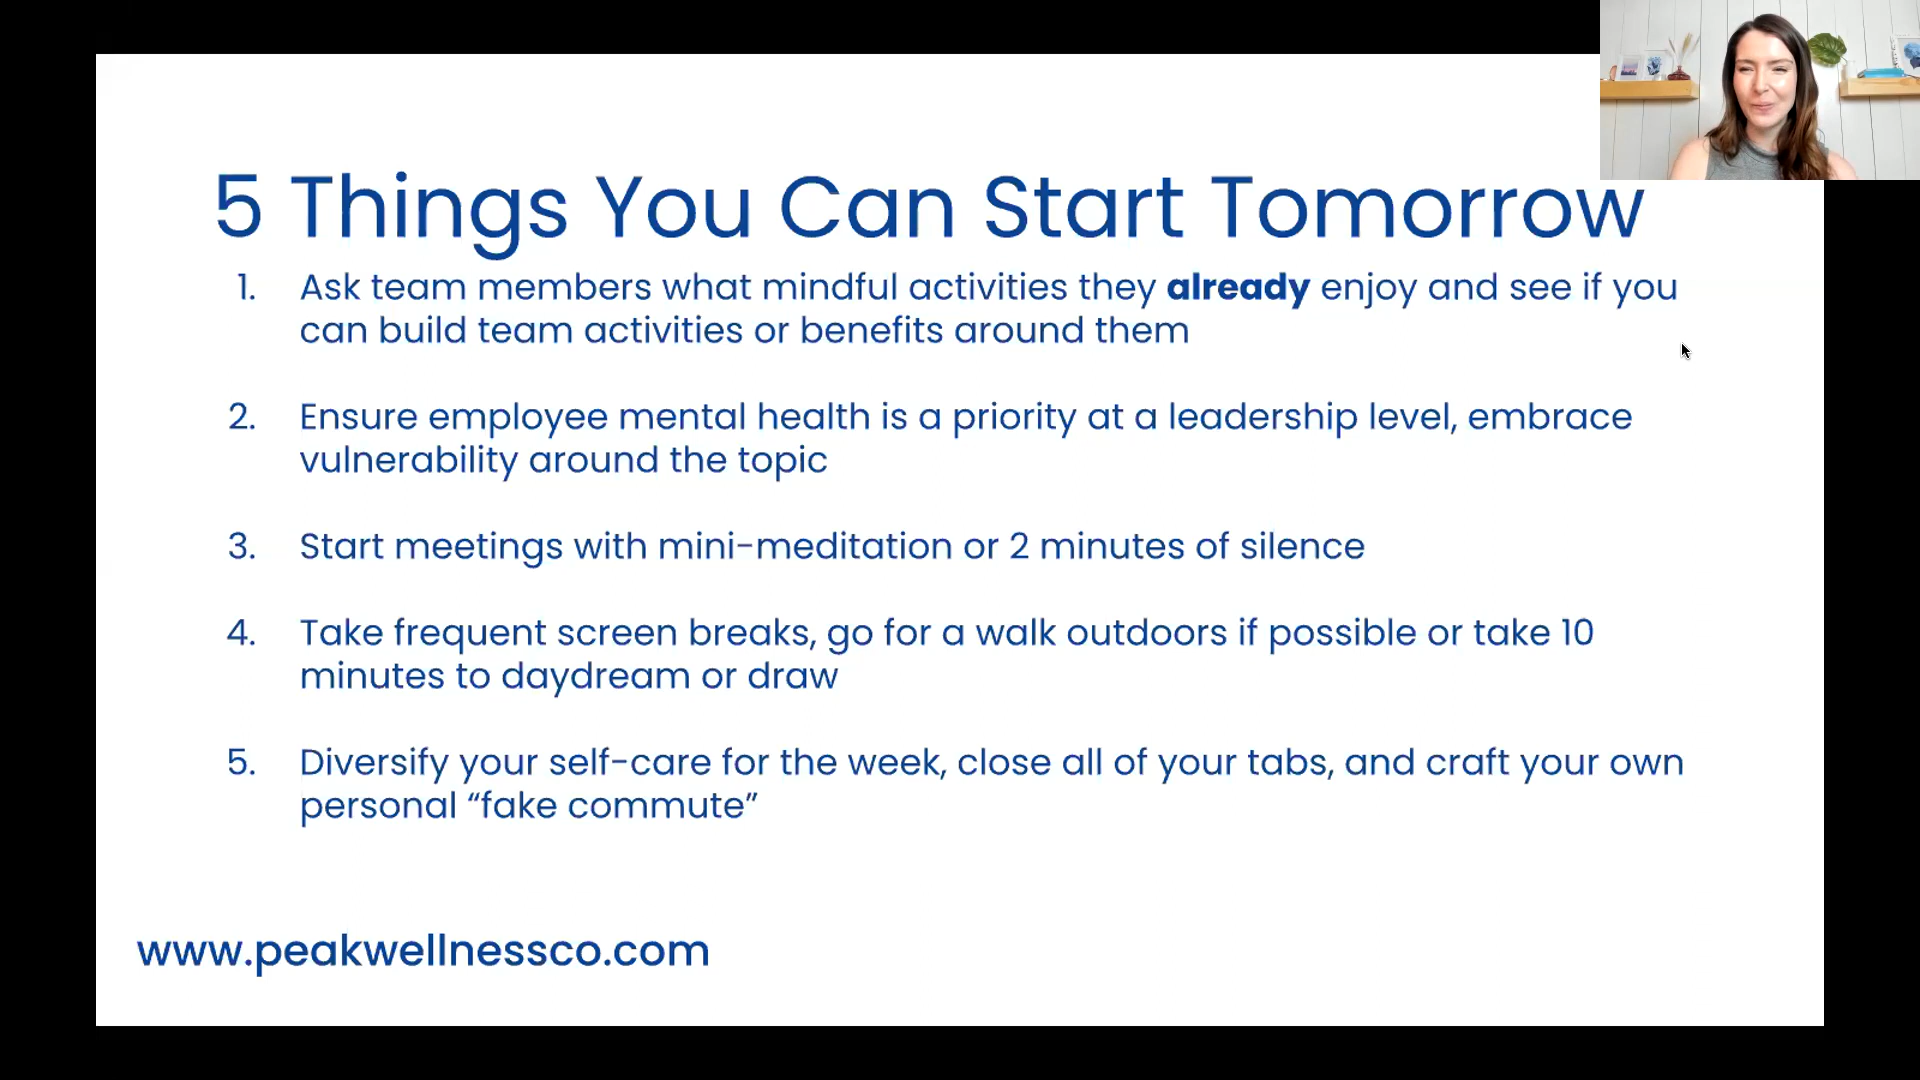 5 Things You Can Start Tomorrow
1. Ask team members what mindful activities they already enjoy and see if you
can build team activities or benefits around them
2. Ensure employee mental health is a priority at a leadership level, embrace
vulnerability around the topic
3. Start meetings with mini-meditation or 2 minutes of silence
4. Take frequent screen breaks, go for a walk outdoors if possible or take 10
minutes to daydream or draw
5. Diversify your self-care for the week, close all of your tabs, and craft your own
personal “fake commute”
www.peakwellnessco.com